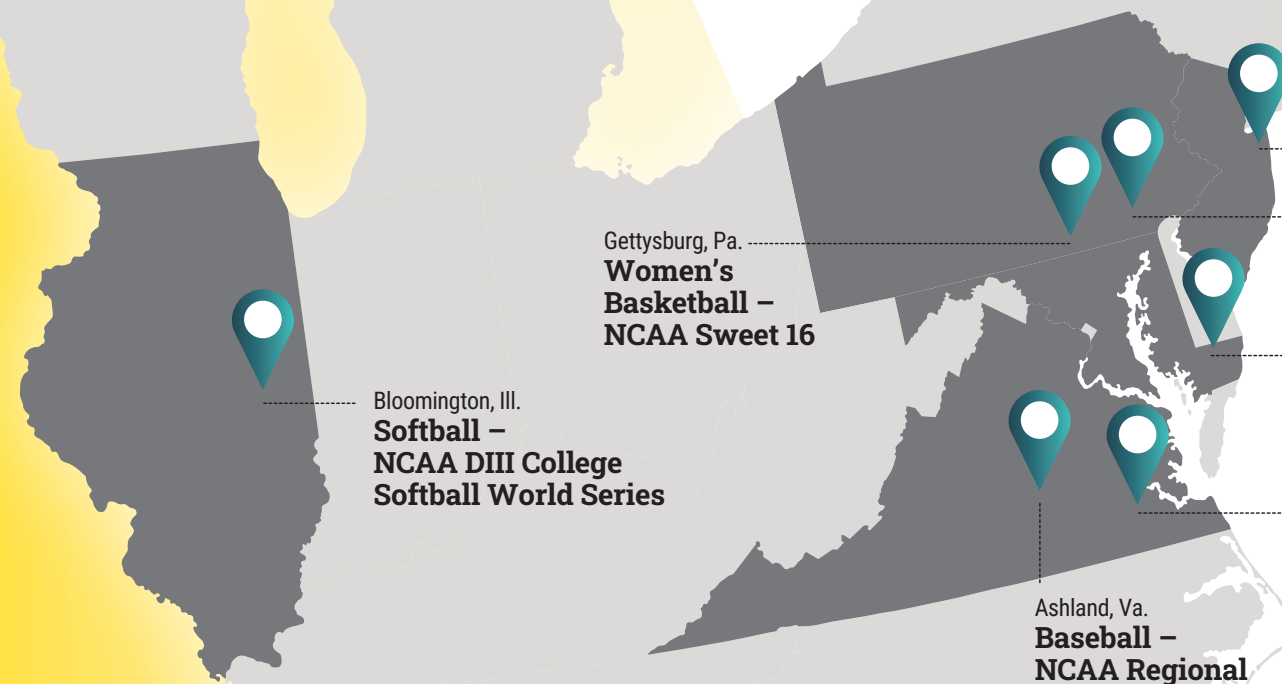 Gettysburg, Pa.
Women’s
Basketball –
NCAA Sweet 16
Bloomington, Ill.
Softball –
NCAA DIII College
Softball World Series
Ashland, Va.
Baseball –
NCAA Regional